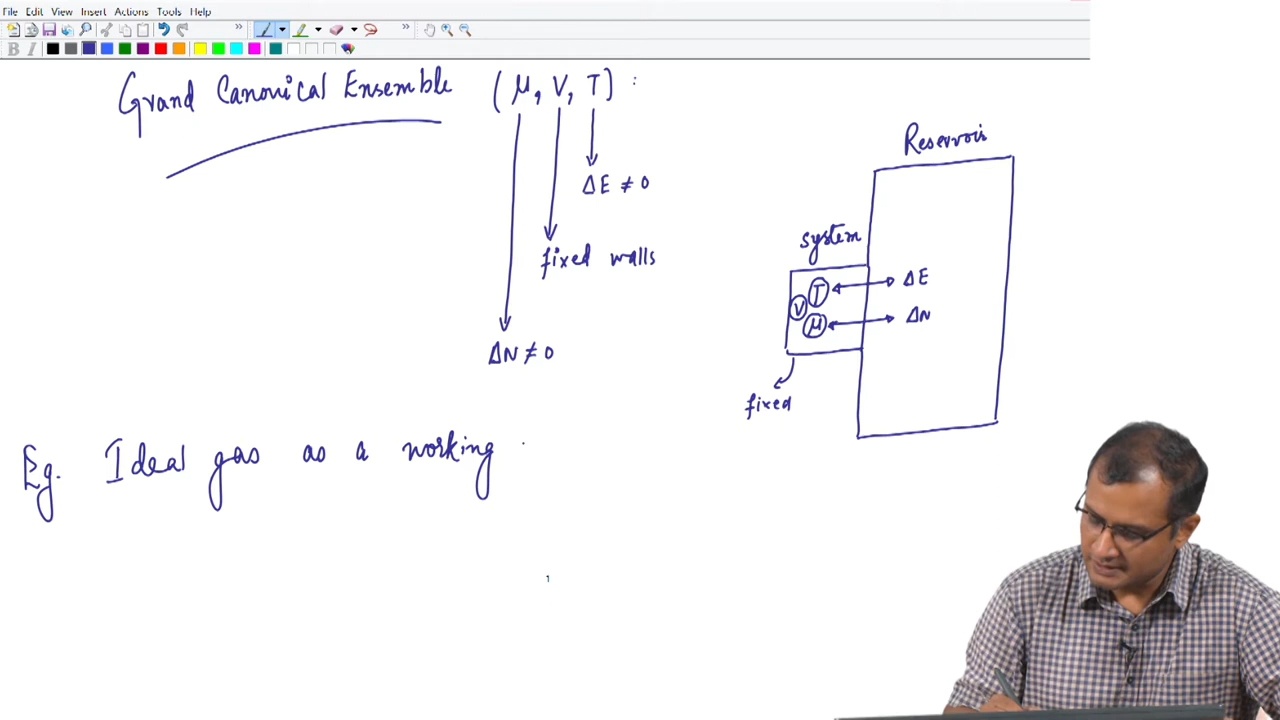 File Edit View Insert Actions Tools Help
B I
Grand Canonical Ensemble (μ, V, T) :
ΔE ≠ 0
fixed walls
ΔN ≠ 0
Reservoir
system
T ΔE
V
μ ΔN
fixed
Eg. Ideal gas as a working
1